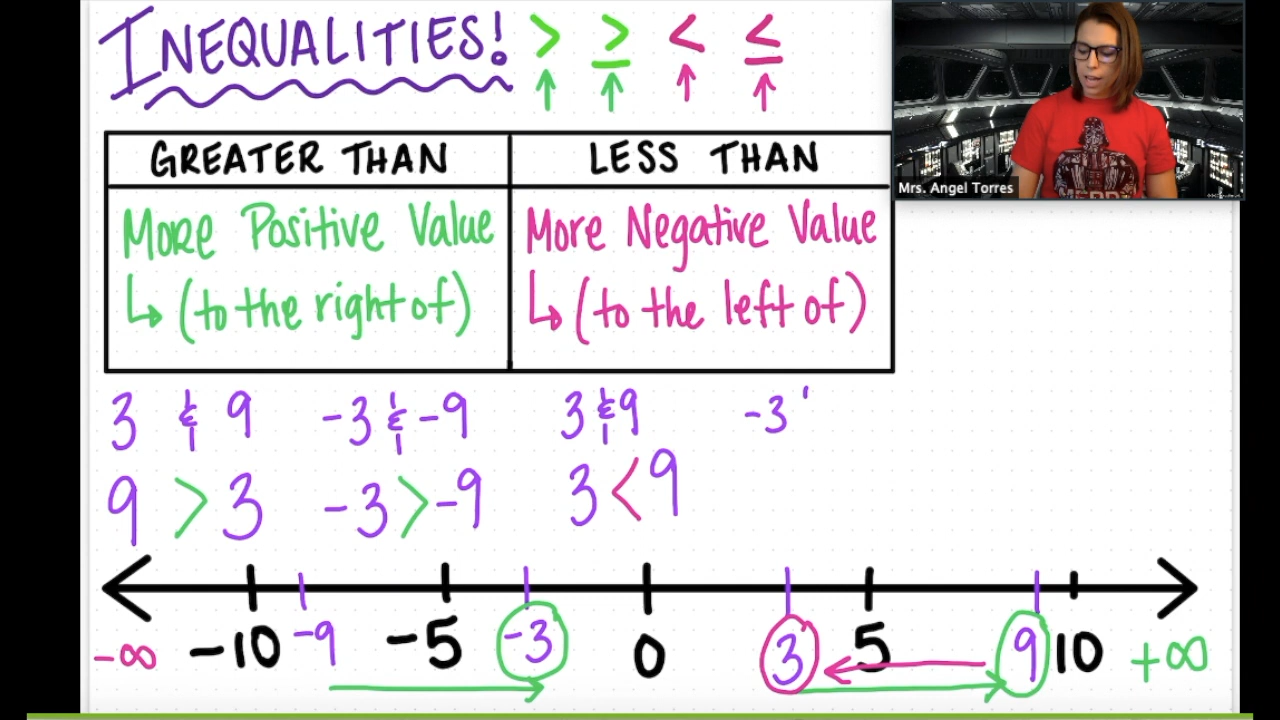 INEQUALITIES! > ≥ < ≤
GREATER THAN LESS THAN
More Positive Value More Negative Value
↳ (to the right of) ↳ (to the left of)
3 & 9 -3 & -9 3 & 9 -3
9 > 3 -3 > -9 3 < 9
-10 -9 -5 -3 0 3 5 9 10
-∞ +∞
Mrs. Angel Torres